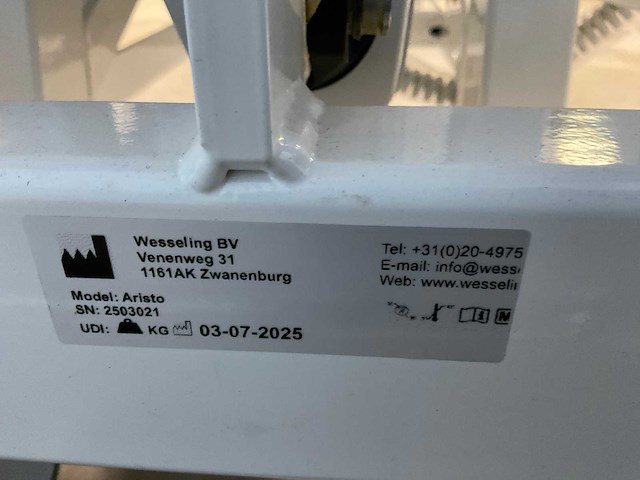 Wesseling BV
Venenweg 31
1161AK Zwanenburg
Tel: +31(0)20-4975
E-mail: info@wess
Web: www.wesselin
Model: Aristo
SN: 2503021
UDI: KG 03-07-2025